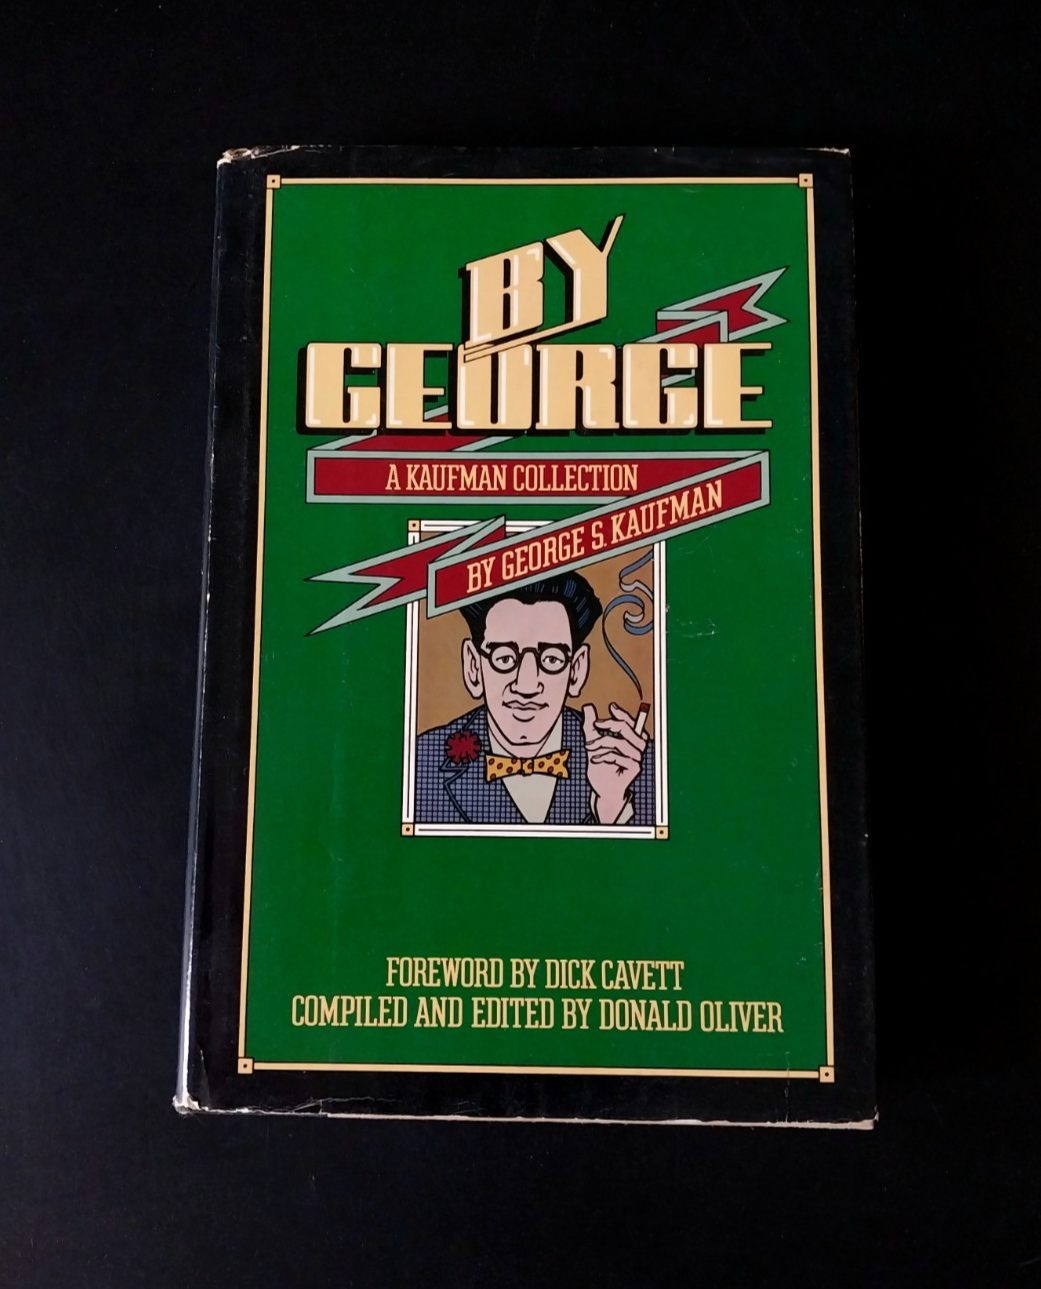 BY
GEORGE
A KAUFMAN COLLECTION
BY GEORGE S. KAUFMAN
FOREWORD BY DICK CAVETT
COMPILED AND EDITED BY DONALD OLIVER